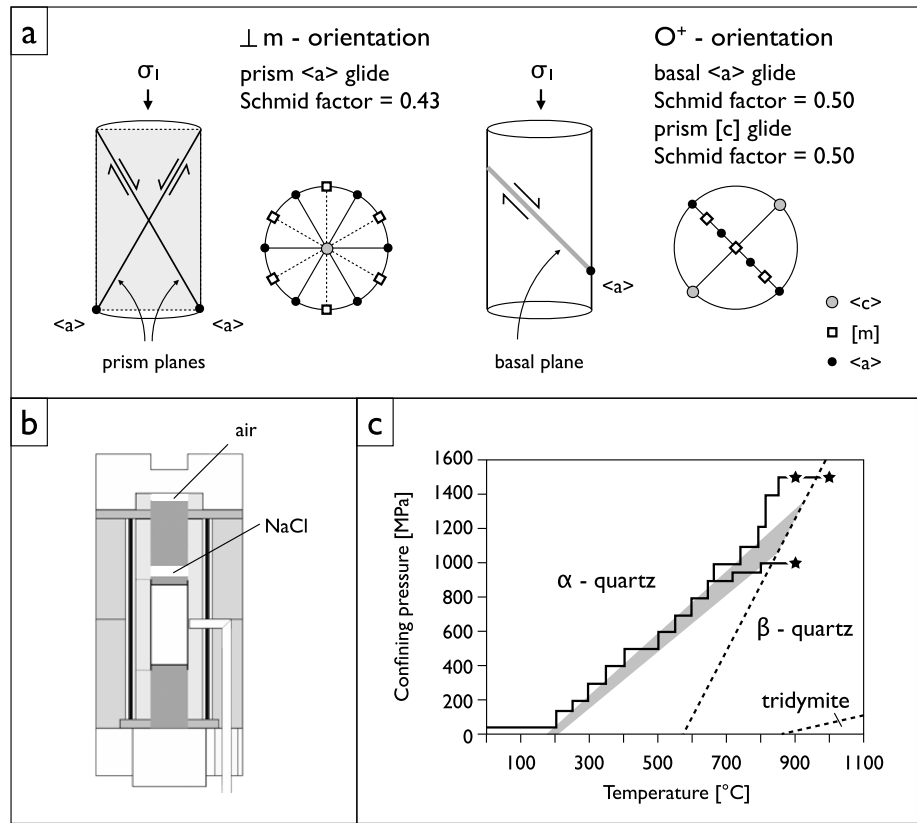 a
⊥ m - orientation
prism <a> glide
Schmid factor = 0.43
σ1
<a>
<a>
prism planes
O+ - orientation
basal <a> glide
Schmid factor = 0.50
prism [c] glide
Schmid factor = 0.50
σ1
<a>
basal plane
<c>
[m]
<a>
b
air
NaCl
c
Confining pressure [MPa]
1600
1400
1200
1000
800
600
400
200
0
α - quartz
β - quartz
tridymite
100
300
500
700
900
1100
Temperature [°C]